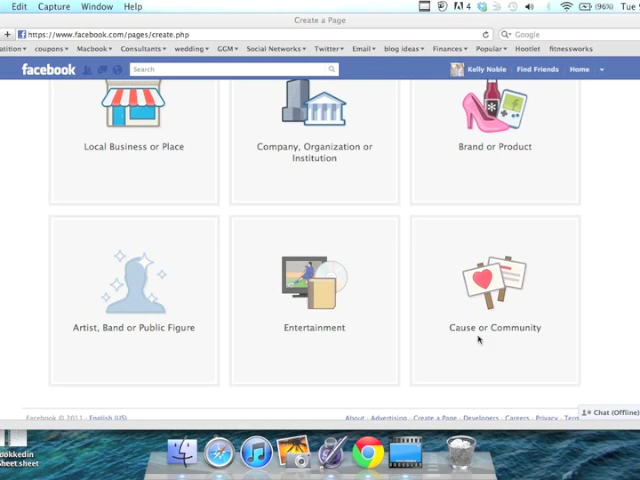 Edit Capture Window Help 4 (96%) Tue
Create a Page
https://www.facebook.com/pages/create.php Google
coupons Macbook Consultants wedding GGM Social Networks Twitter Email blog ideas Finances Popular Hootlet fitnessworks
facebook Search Kelly Noble Find Friends Home
Local Business or Place
Company, Organization or
Institution
Brand or Product
Artist, Band or Public Figure
Entertainment
Cause or Community
Facebook © 2011 · English (US)
About · Advertising · Create a Page · Developers · Careers · Privacy ·
Chat (Offline)
sheet.sheet